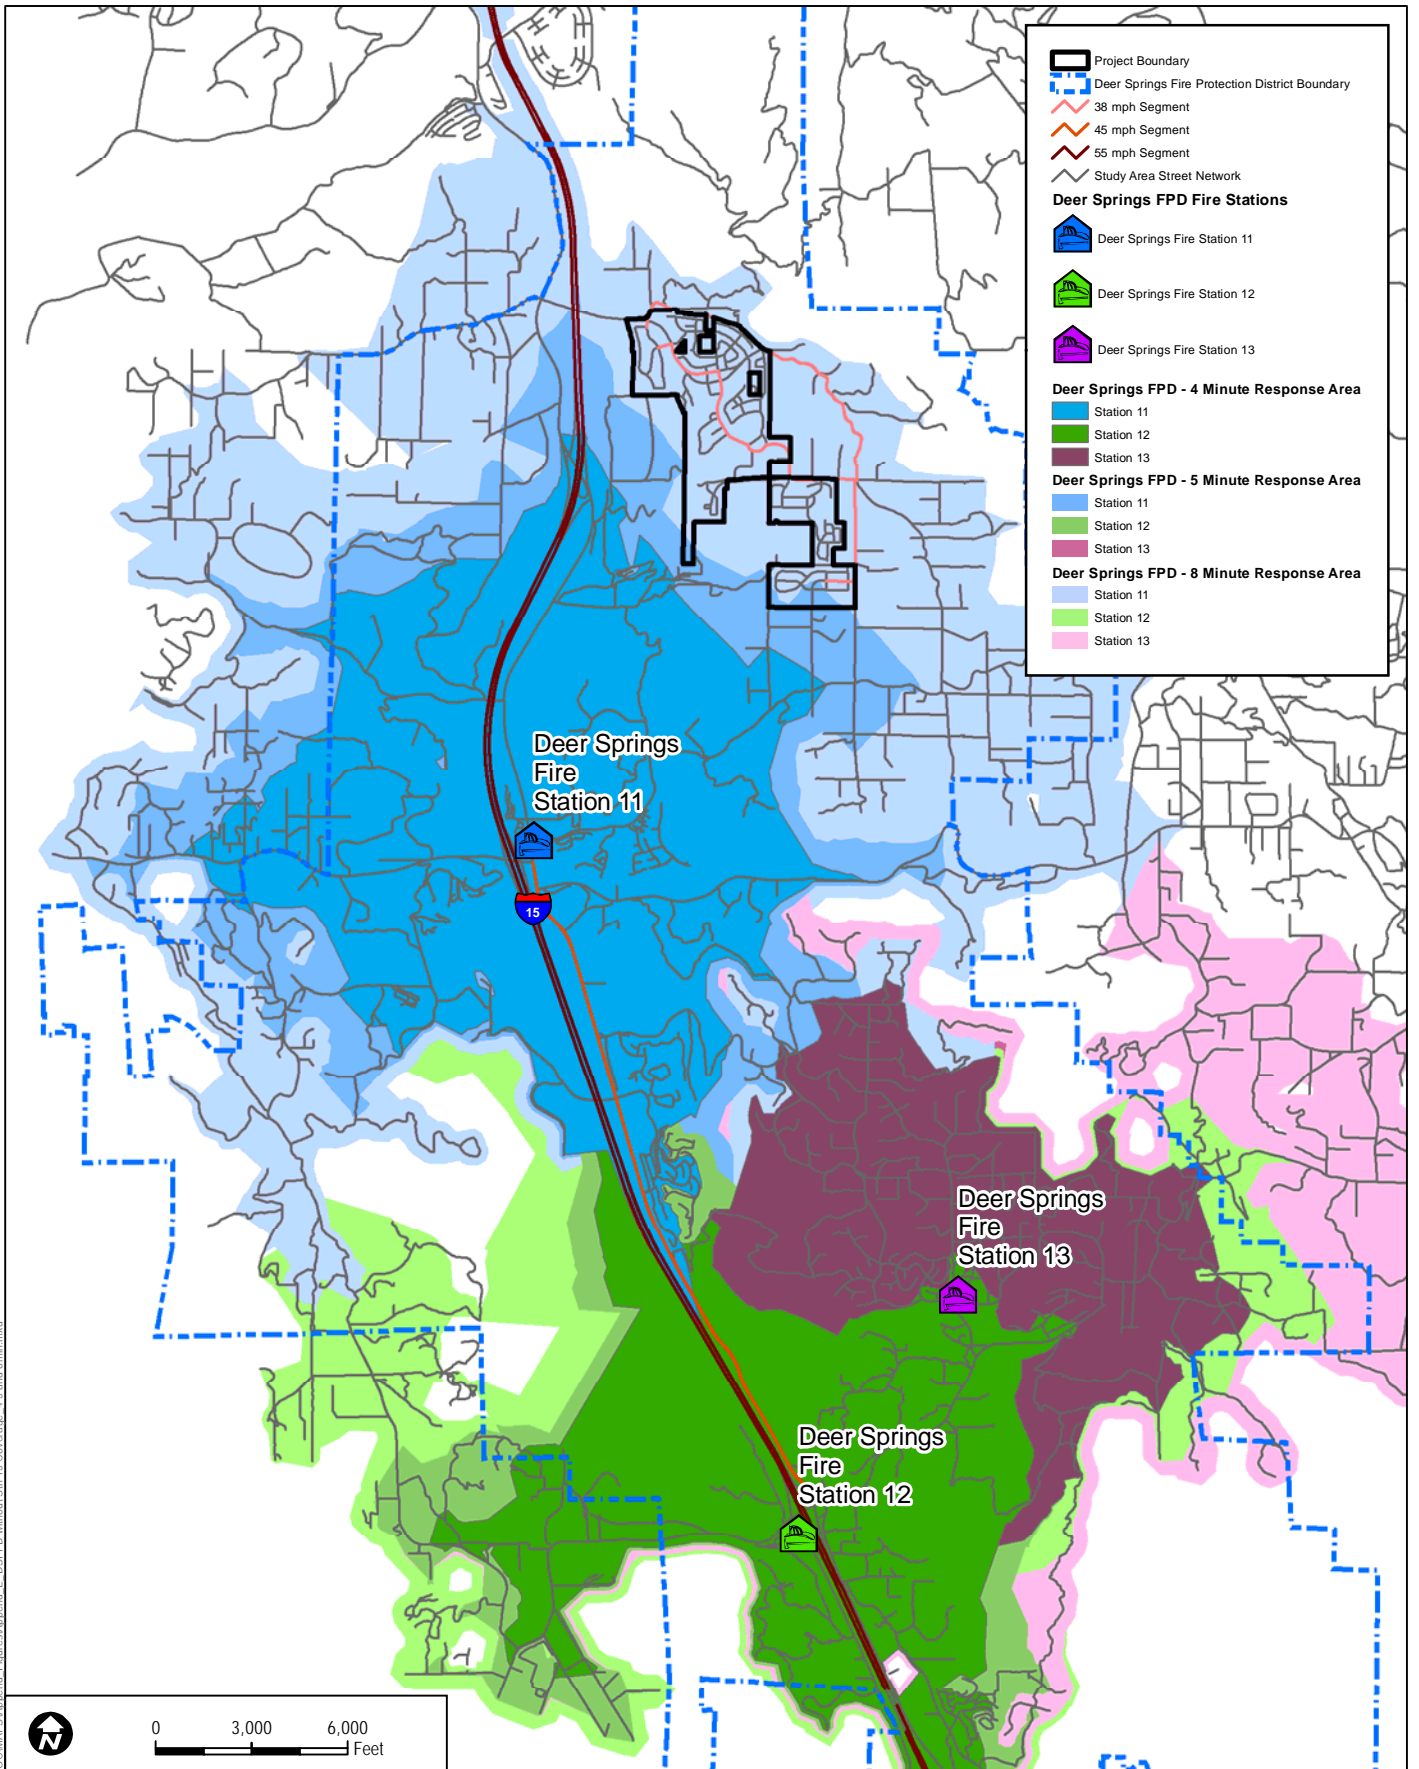 Project Boundary
Deer Springs Fire Protection District Boundary
38 mph Segment
45 mph Segment
55 mph Segment
Study Area Street Network
Deer Springs FPD Fire Stations
Deer Springs Fire Station 11
Deer Springs Fire Station 12
Deer Springs Fire Station 13
Deer Springs FPD - 4 Minute Response Area
Station 11
Station 12
Station 13
Deer Springs FPD - 5 Minute Response Area
Station 11
Station 12
Station 13
Deer Springs FPD - 8 Minute Response Area
Station 11
Station 12
Station 13
Deer Springs
Fire
Station 11
15
Deer Springs
Fire
Station 13
Deer Springs
Fire
Station 12
N
0 3,000 6,000
Feet